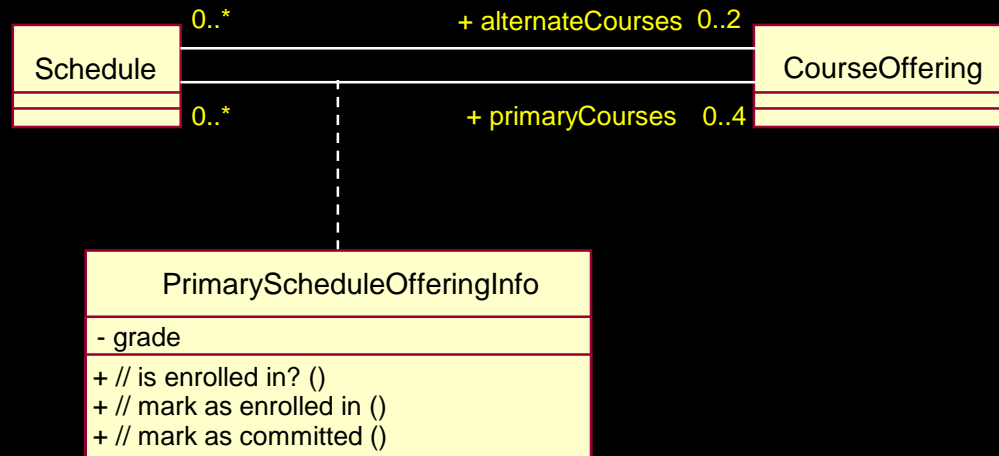 0..* + alternateCourses 0..2
Schedule CourseOffering
0..* + primaryCourses 0..4
PrimaryScheduleOfferingInfo
- grade
+ // is enrolled in? ()
+ // mark as enrolled in ()
+ // mark as committed ()